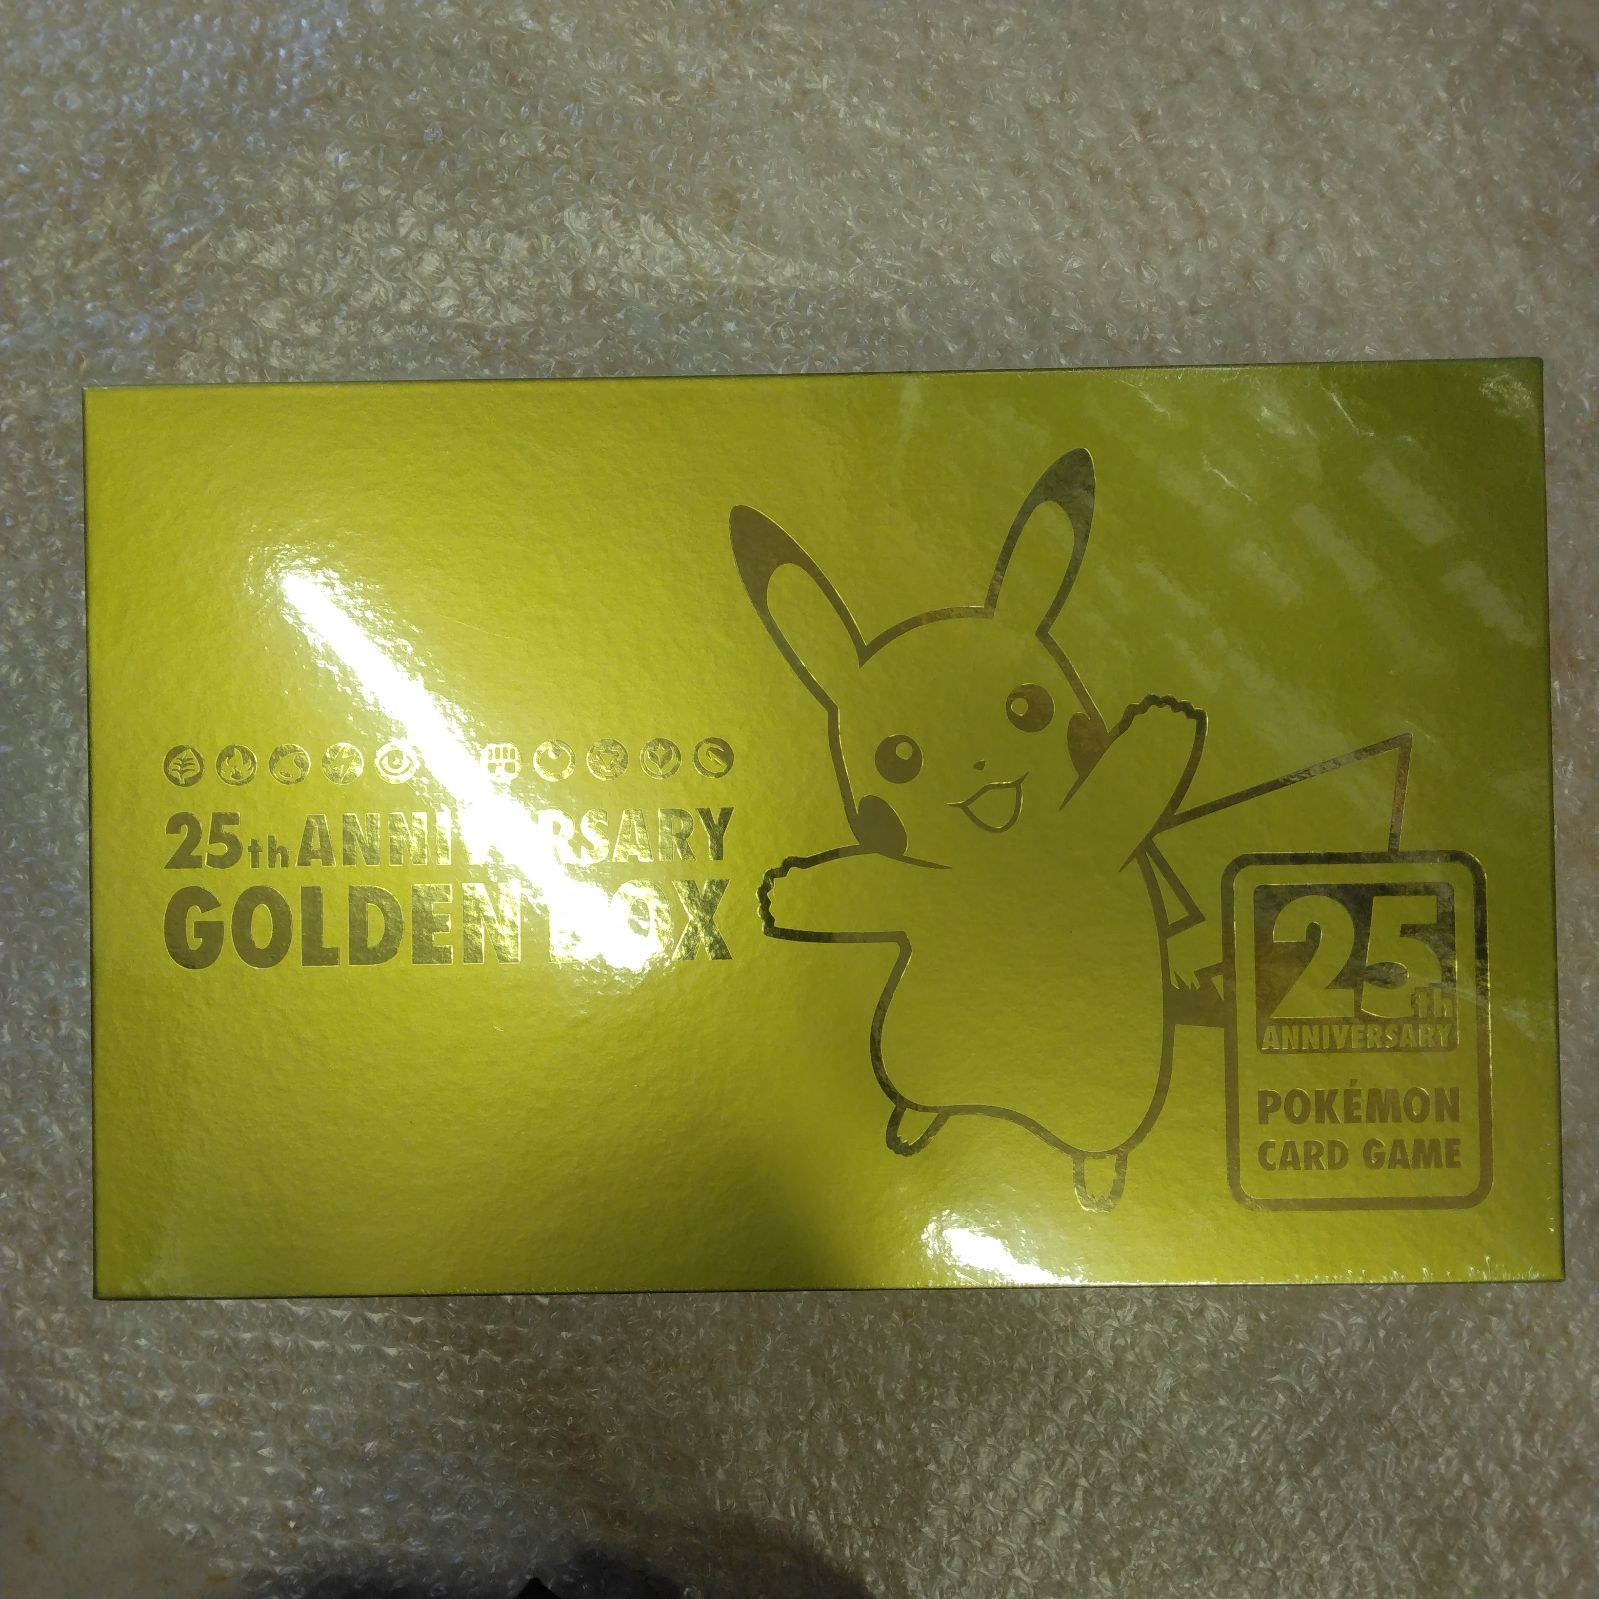 25th ANNIVERSARY
GOLDEN BOX
25th
ANNIVERSARY
POKÉMON
CARD GAME